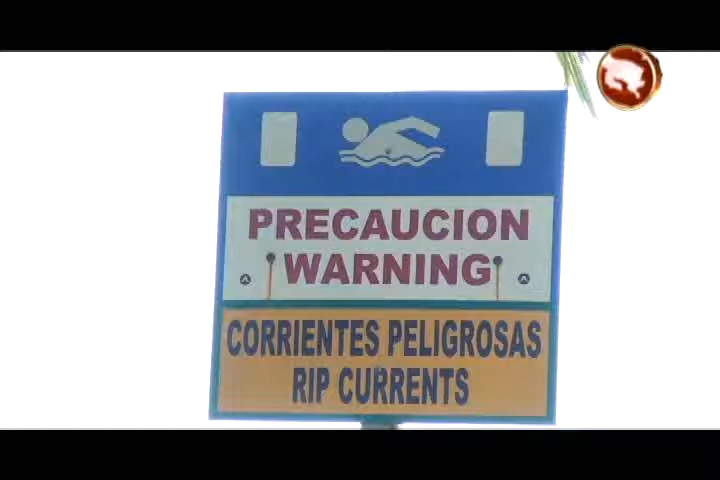 PRECAUCION
WARNING
CORRIENTES PELIGROSAS
RIP CURRENTS